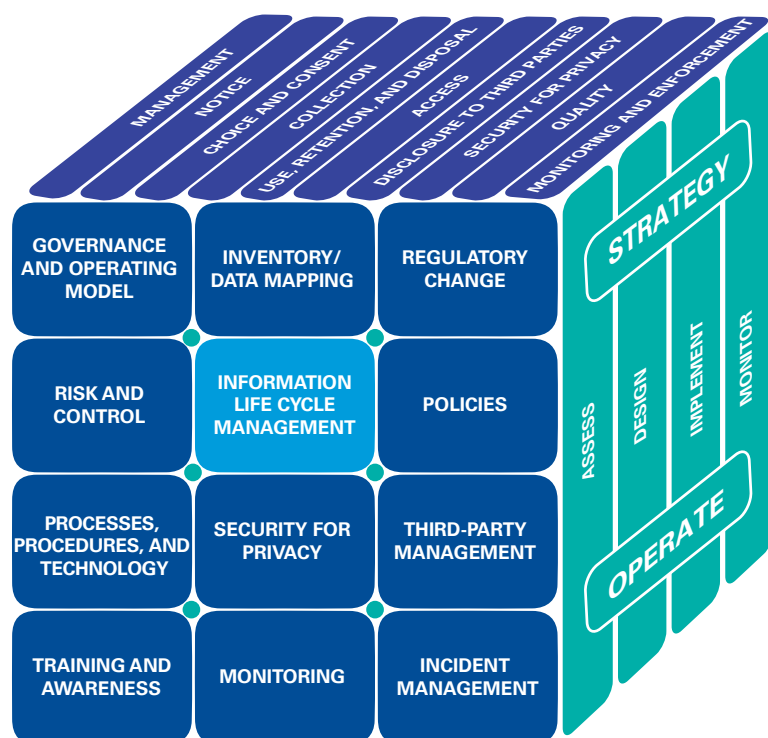 MANAGEMENT
NOTICE
CHOICE AND CONSENT
COLLECTION
USE, RETENTION, AND DISPOSAL
ACCESS
DISCLOSURE TO THIRD PARTIES
SECURITY FOR PRIVACY
QUALITY
MONITORING AND ENFORCEMENT
GOVERNANCE
AND OPERATING
MODEL
INVENTORY/
DATA MAPPING
REGULATORY
CHANGE
RISK AND
CONTROL
INFORMATION
LIFE CYCLE
MANAGEMENT
POLICIES
PROCESSES,
PROCEDURES, AND
TECHNOLOGY
SECURITY FOR
PRIVACY
THIRD-PARTY
MANAGEMENT
TRAINING AND
AWARENESS
MONITORING
INCIDENT
MANAGEMENT
STRATEGY
ASSESS
DESIGN
IMPLEMENT
MONITOR
OPERATE